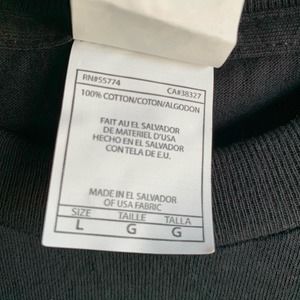 RN#55774 CA#38327
100% COTTON/COTON/ALGODON
FAIT AU EL SALVADOR
DE MATERIEL D'USA
HECHO EN EL SALVADOR
CON TELA DE E.U.
MADE IN EL SALVADOR
OF USA FABRIC
SIZE TAILLE TALLA
L G G